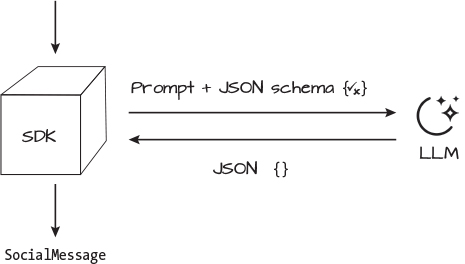 Prompt + JSON schema {✓×}
SDK
LLM
JSON {}
SocialMessage